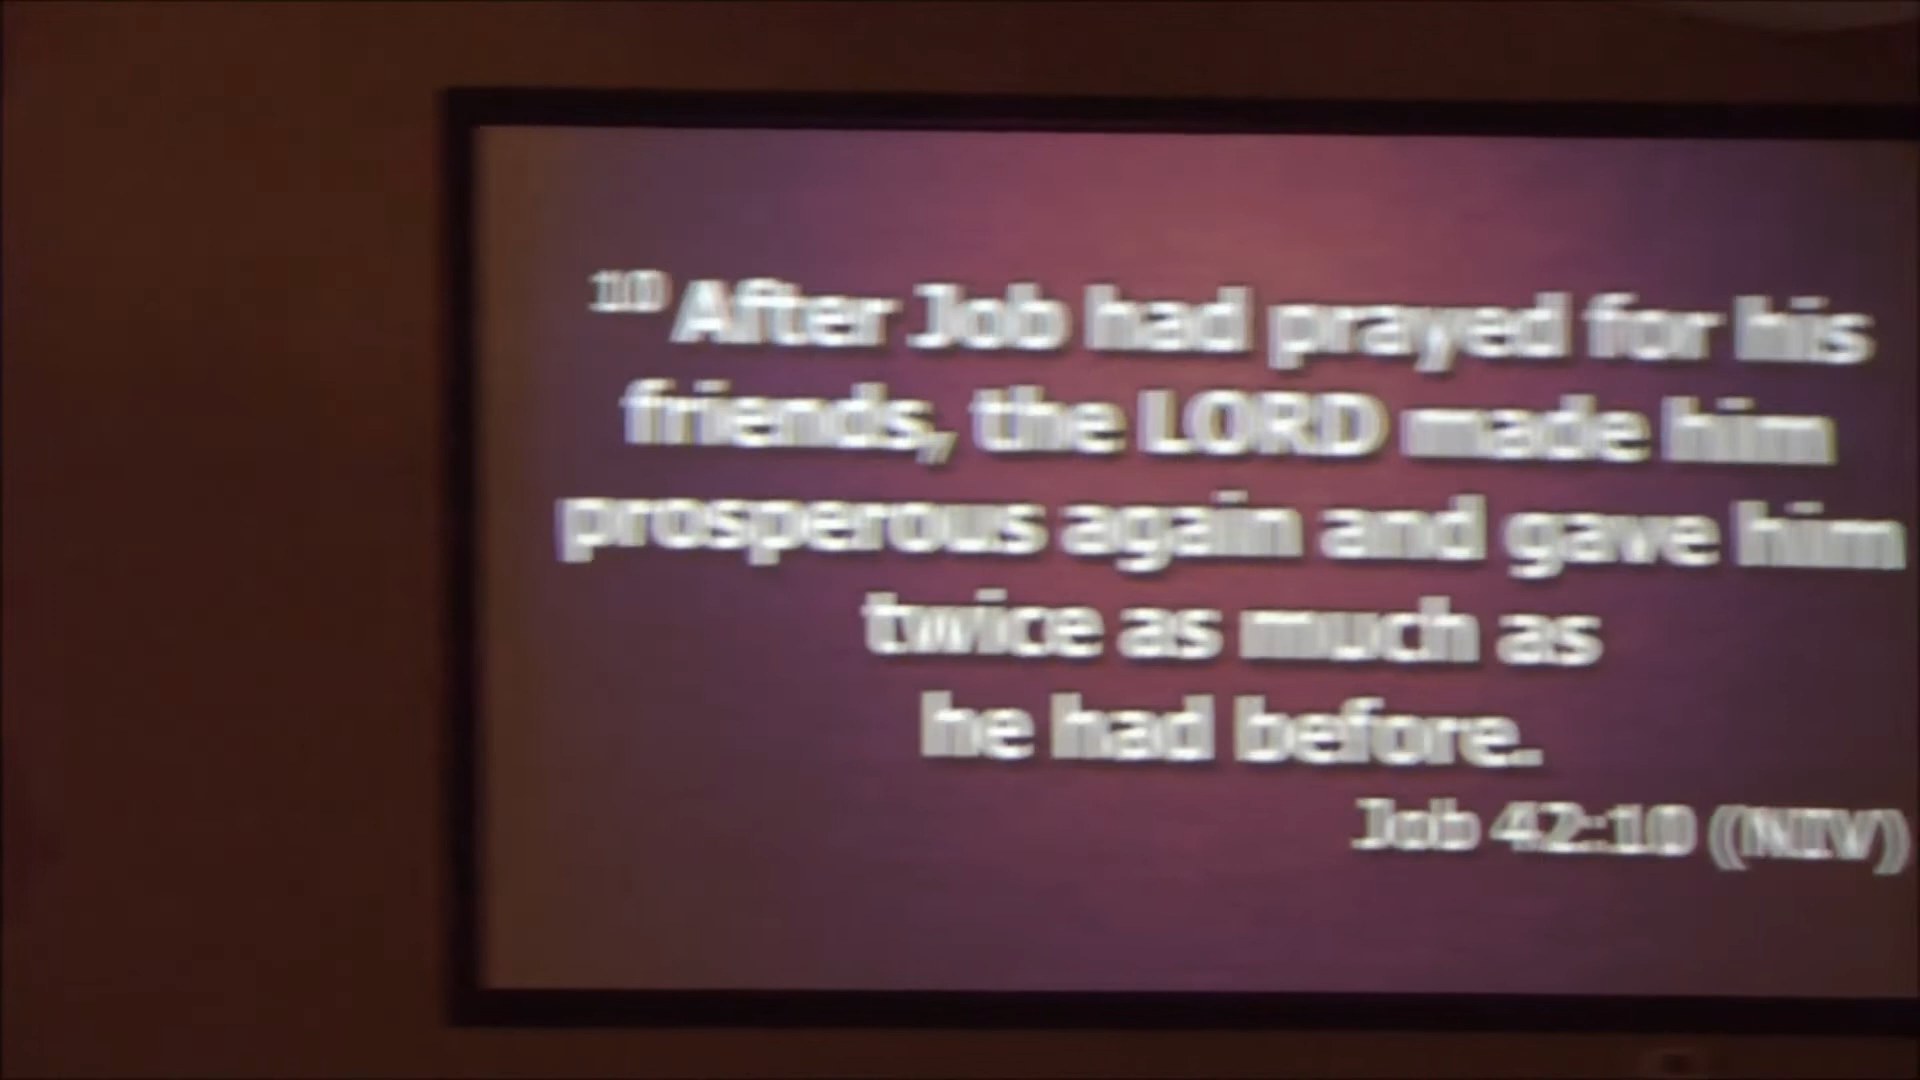 10 After Job had prayed for his
friends, the LORD made him
prosperous again and gave him
twice as much as
he had before.
Job 42:10 (NIV)